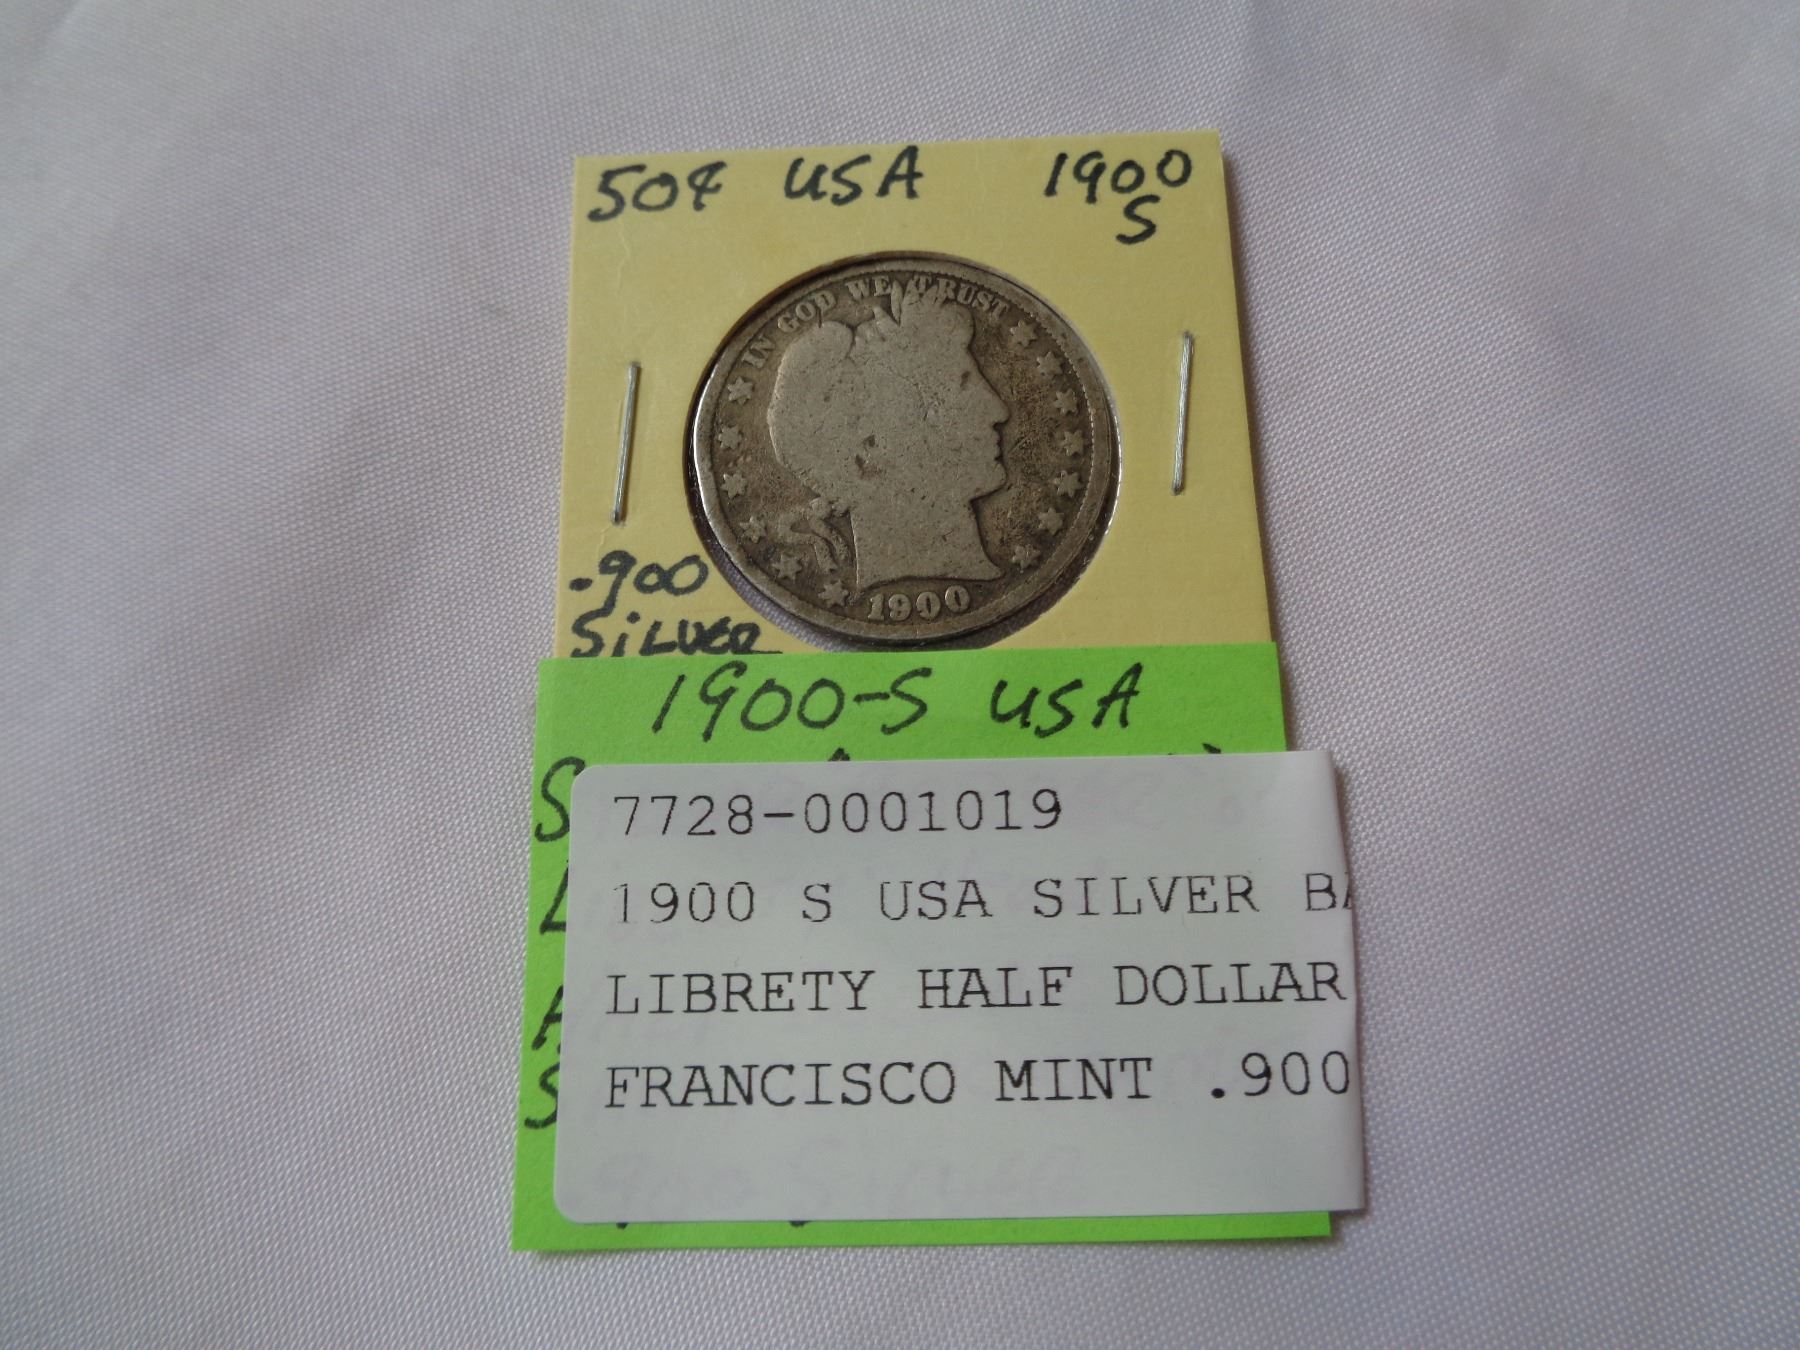 50¢ USA 1900
S
IN GOD WE TRUST
1900
.900
SiLVER
1900-S USA
7728-0001019
1900 S USA SILVER
LIBRETY HALF DOLLAR
FRANCISCO MINT .900